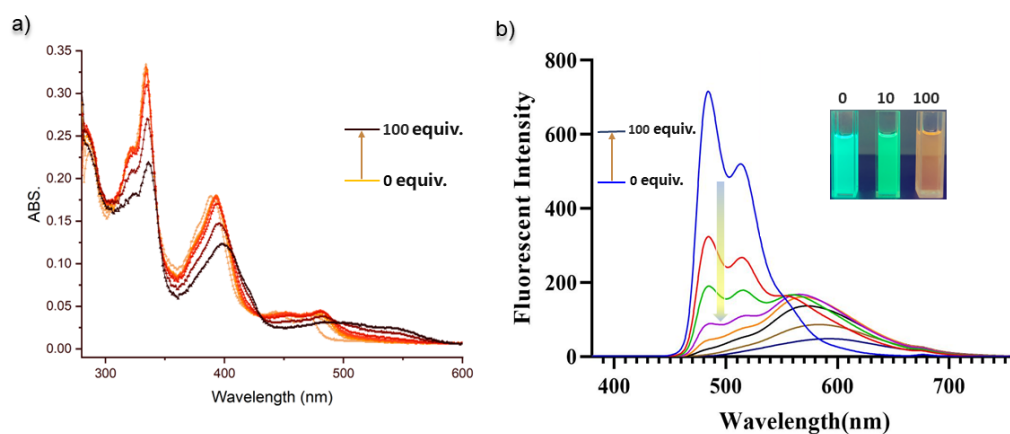 a)
ABS.
0.35
0.30
0.25
0.20
0.15
0.10
0.05
0.00
300
400
500
600
Wavelength (nm)
100 equiv.
0 equiv.
b)
Fluorescent Intensity
800
600
400
200
0
400
500
600
700
Wavelength(nm)
100 equiv.
0 equiv.
0 10 100